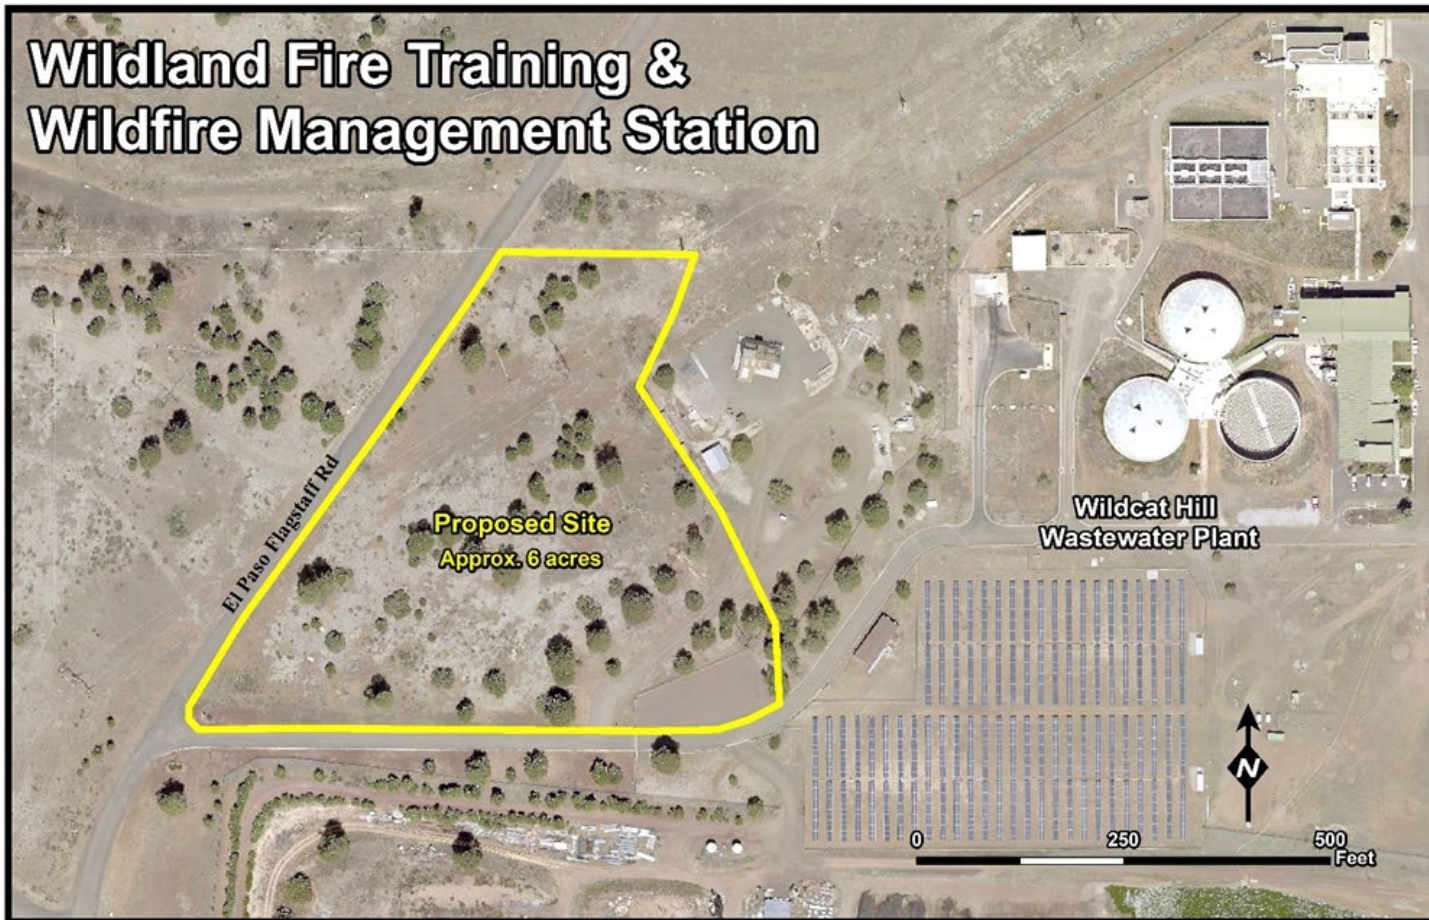 Wildland Fire Training &
Wildfire Management Station
El Paso Flagstaff Rd
Proposed Site
Approx. 6 acres
Wildcat Hill
Wastewater Plant
N
0 250 500
Feet